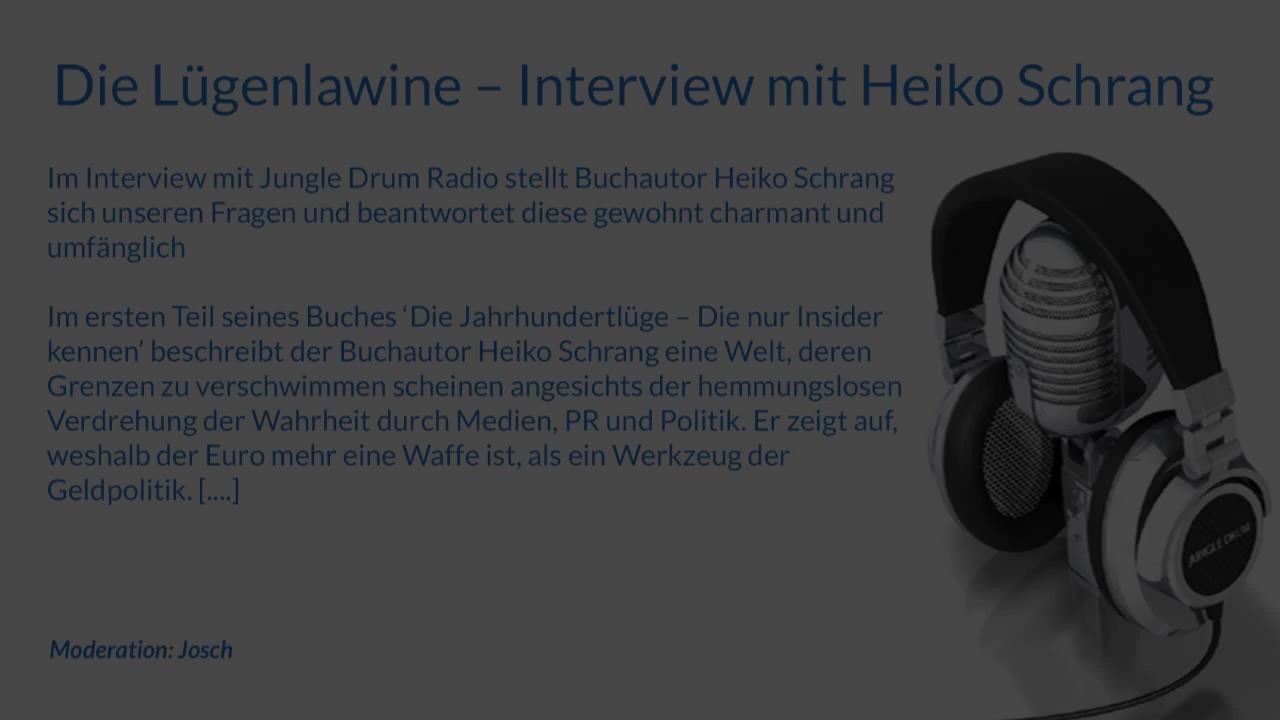 Die Lügenlawine – Interview mit Heiko Schrang
Im Interview mit Jungle Drum Radio stellt Buchautor Heiko Schrang
sich unseren Fragen und beantwortet diese gewohnt charmant und
umfänglich
Im ersten Teil seines Buches ‘Die Jahrhundertlüge – Die nur Insider
kennen’ beschreibt der Buchautor Heiko Schrang eine Welt, deren
Grenzen zu verschwimmen scheinen angesichts der hemmungslosen
Verdrehung der Wahrheit durch Medien, PR und Politik. Er zeigt auf,
weshalb der Euro mehr eine Waffe ist, als ein Werkzeug der
Geldpolitik. [....]
JUNGLE DRUM
Moderation: Josch